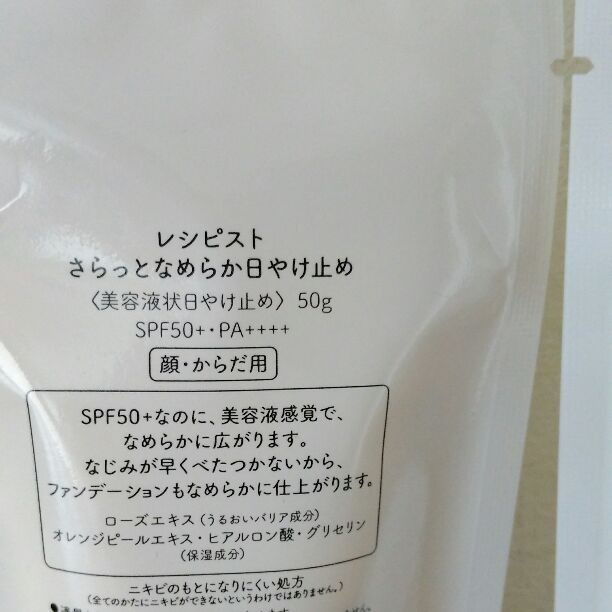 レシピスト
さらっとなめらか日やけ止め
〈美容液状日やけ止め〉 50g
SPF50+・PA++++
顔・からだ用
SPF50+なのに、美容液感覚で、
なめらかに広がります。
なじみが早くべたつかないから、
ファンデーションもなめらかに仕上がります。
ローズエキス (うるおいバリア成分)
オレンジピールエキス・ヒアルロン酸・グリセリン
(保湿成分)
ニキビのもとになりにくい処方
(全てのかたにニキビができないというわけではありません。)